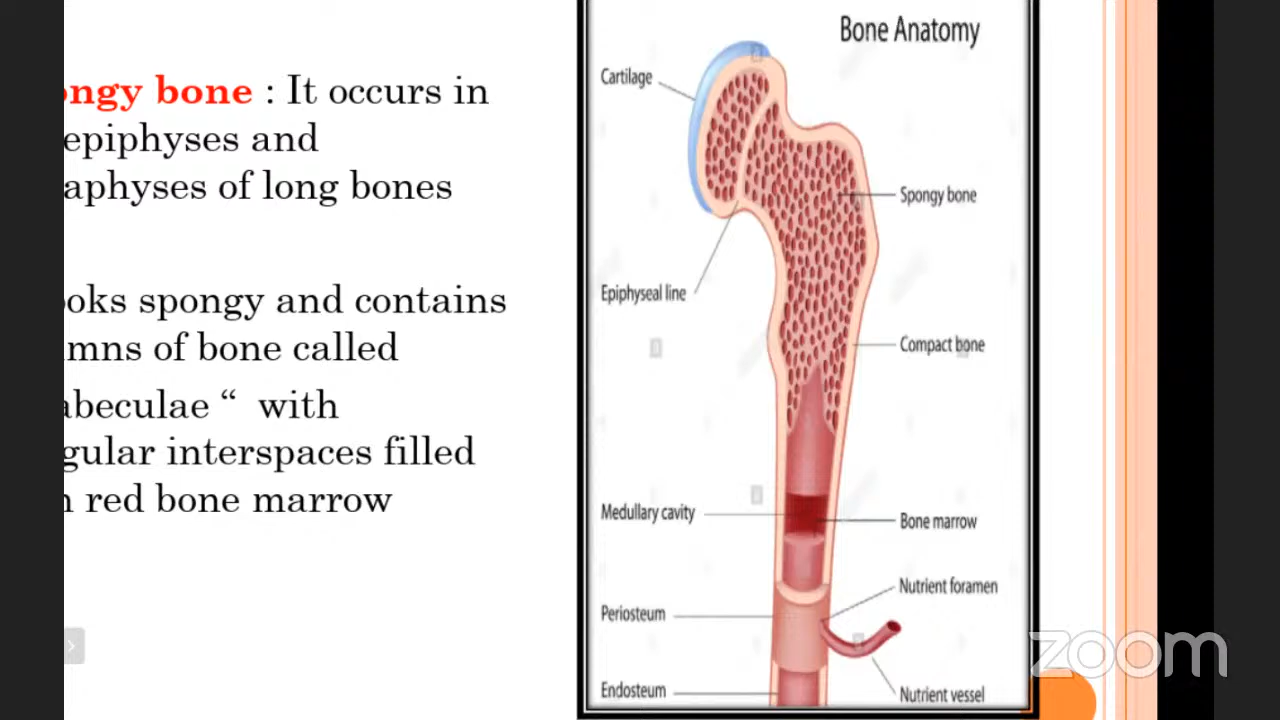 ongy bone : It occurs in
epiphyses and
aphyses of long bones
oks spongy and contains
mns of bone called
abeculae “ with
gular interspaces filled
red bone marrow
Bone Anatomy
Cartilage
Spongy bone
Epiphyseal line
Compact bone
Medullary cavity
Bone marrow
Nutrient foramen
Periosteum
Endosteum
Nutrient vessel
zoom